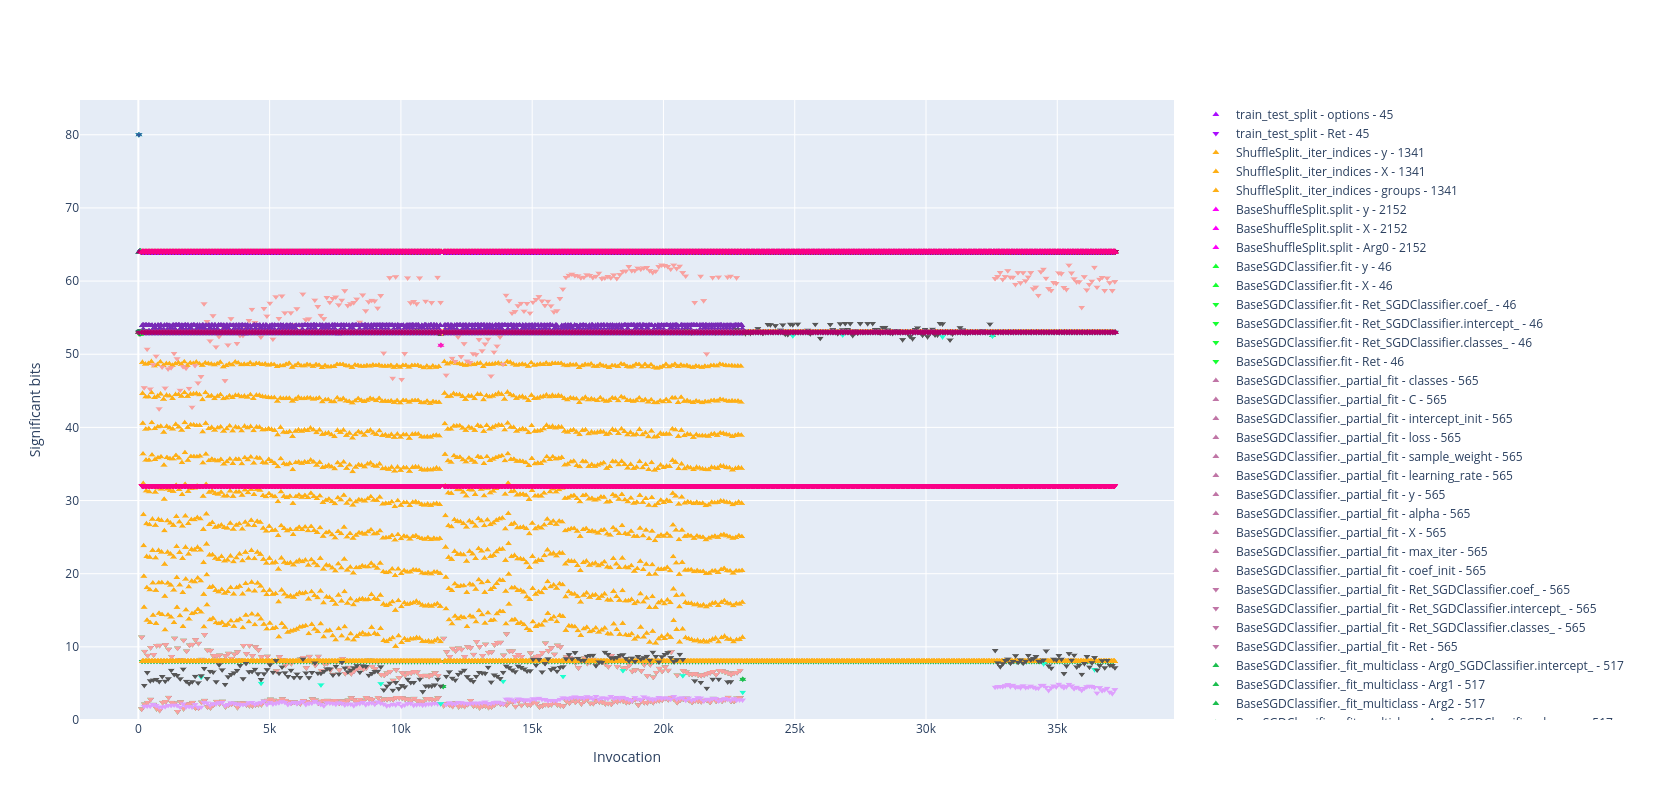 80
70
60
50
40
30
20
10
0
Significant bits
0 5k 10k 15k 20k 25k 30k 35k
Invocation
train_test_split - options - 45
train_test_split - Ret - 45
ShuffleSplit._iter_indices - y - 1341
ShuffleSplit._iter_indices - X - 1341
ShuffleSplit._iter_indices - groups - 1341
BaseShuffleSplit.split - y - 2152
BaseShuffleSplit.split - X - 2152
BaseShuffleSplit.split - Arg0 - 2152
BaseSGDClassifier.fit - y - 46
BaseSGDClassifier.fit - X - 46
BaseSGDClassifier.fit - Ret_SGDClassifier.coef_ - 46
BaseSGDClassifier.fit - Ret_SGDClassifier.intercept_ - 46
BaseSGDClassifier.fit - Ret_SGDClassifier.classes_ - 46
BaseSGDClassifier.fit - Ret - 46
BaseSGDClassifier._partial_fit - classes - 565
BaseSGDClassifier._partial_fit - C - 565
BaseSGDClassifier._partial_fit - intercept_init - 565
BaseSGDClassifier._partial_fit - loss - 565
BaseSGDClassifier._partial_fit - sample_weight - 565
BaseSGDClassifier._partial_fit - learning_rate - 565
BaseSGDClassifier._partial_fit - y - 565
BaseSGDClassifier._partial_fit - alpha - 565
BaseSGDClassifier._partial_fit - X - 565
BaseSGDClassifier._partial_fit - max_iter - 565
BaseSGDClassifier._partial_fit - coef_init - 565
BaseSGDClassifier._partial_fit - Ret_SGDClassifier.coef_ - 565
BaseSGDClassifier._partial_fit - Ret_SGDClassifier.intercept_ - 565
BaseSGDClassifier._partial_fit - Ret_SGDClassifier.classes_ - 565
BaseSGDClassifier._partial_fit - Ret - 565
BaseSGDClassifier._fit_multiclass - Arg0_SGDClassifier.intercept_ - 517
BaseSGDClassifier._fit_multiclass - Arg1 - 517
BaseSGDClassifier._fit_multiclass - Arg2 - 517